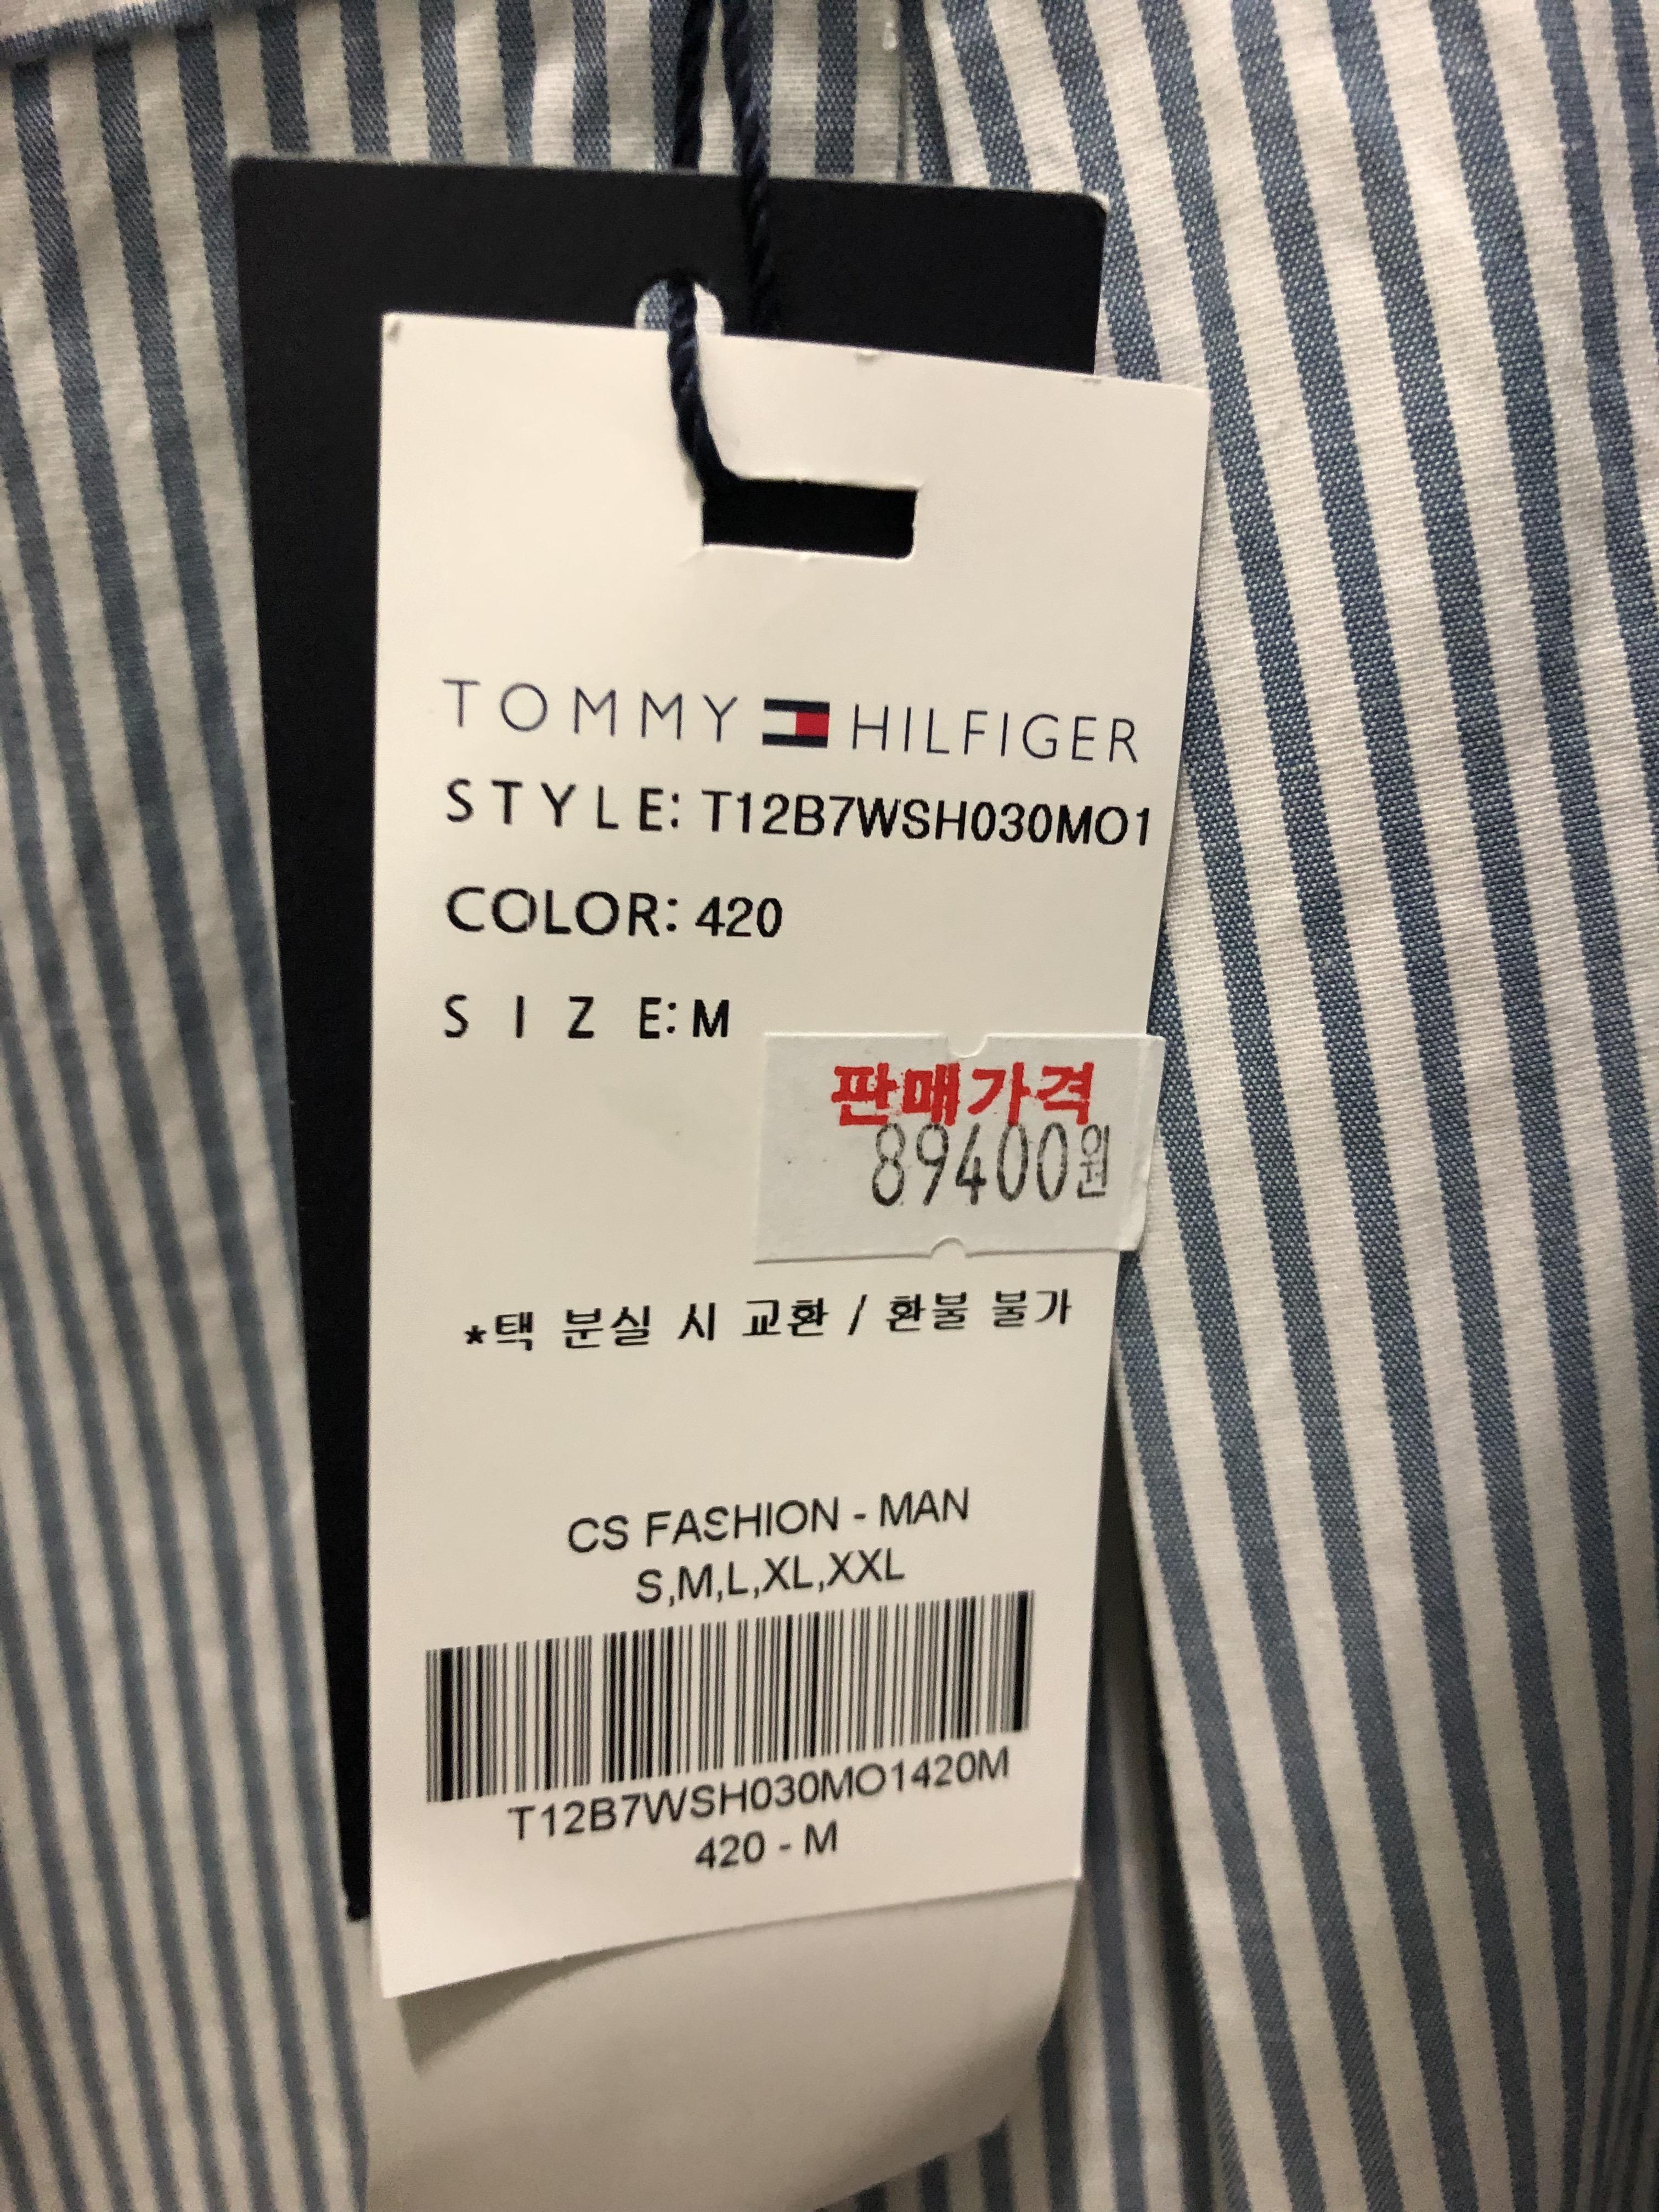 TOMMY HILFIGER
STYLE: T12B7WSH030MO1
COLOR: 420
SIZE: M
판매가격
89400원
*택 분실 시 교환 / 환불 불가
CS FASHION - MAN
S,M,L,XL,XXL
T12B7WSH030MO1420M
420 - M